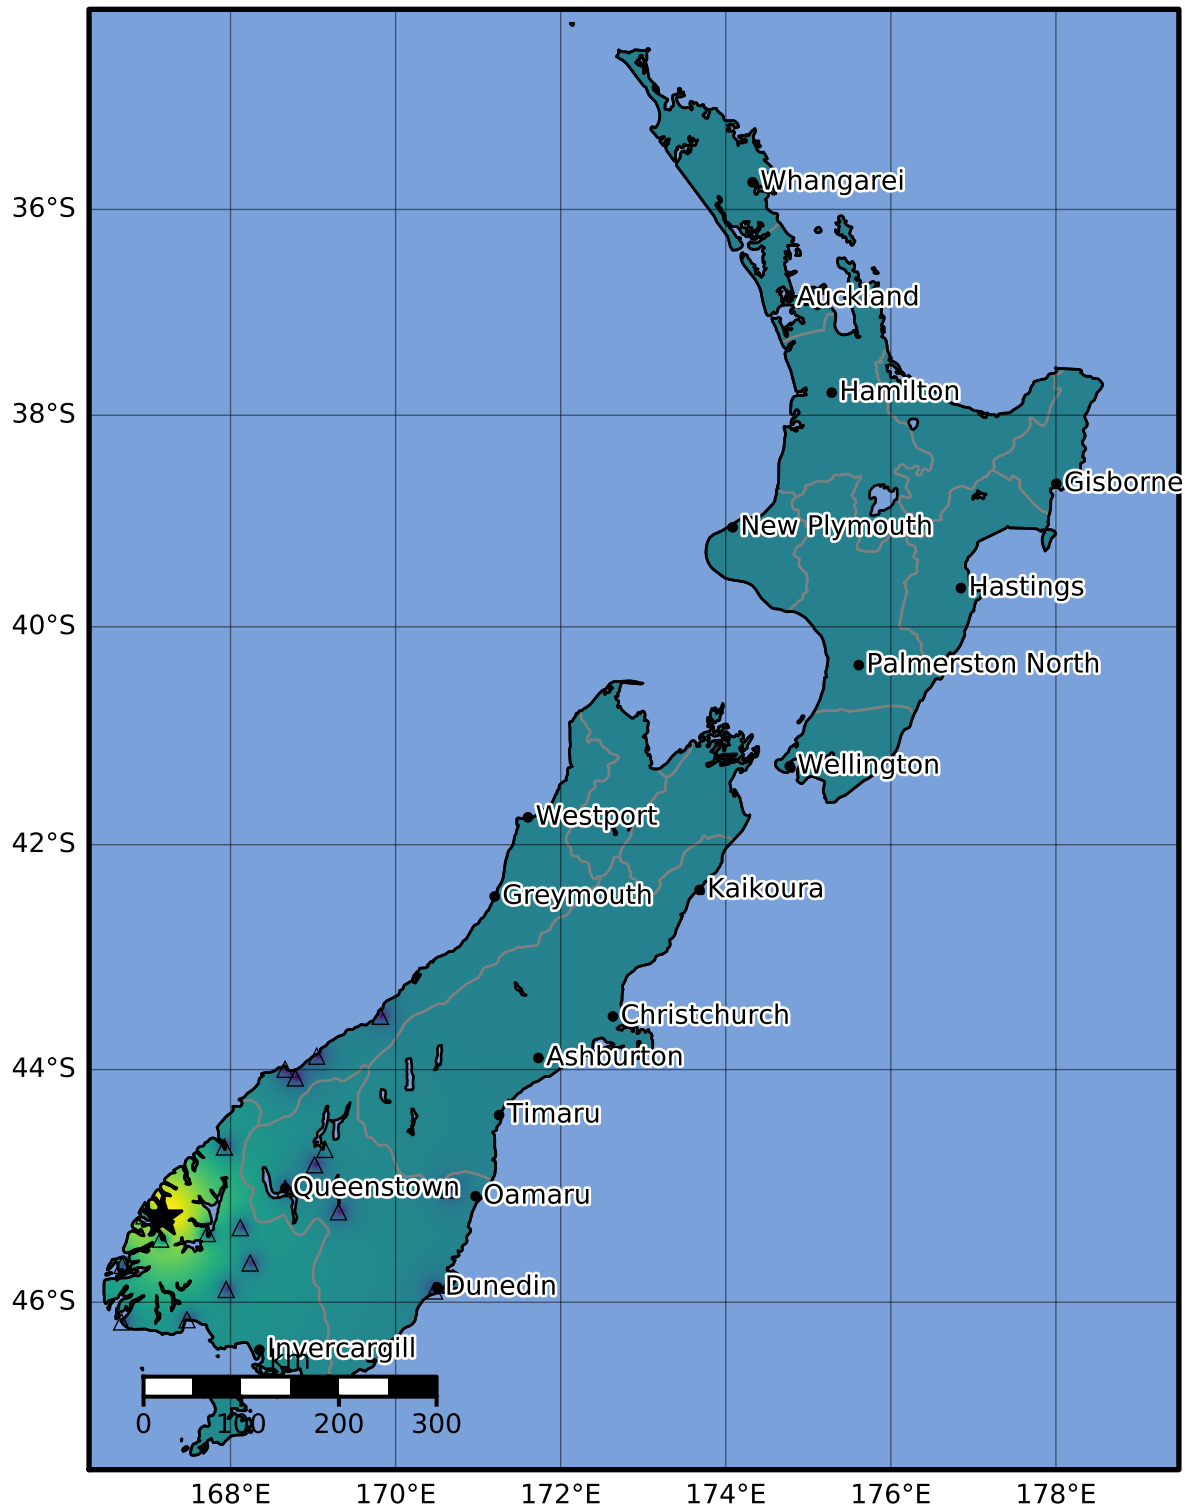 Whangarei
36°S
Auckland
Hamilton
38°S
Gisborne
New Plymouth
Hastings
40°S
Palmerston North
Wellington
Westport
42°S
Kaikoura
Greymouth
Christchurch
Ashburton
44°S
Timaru
Queenstown
Oamaru
Dunedin
46°S
Invercargill
km
0 100 200 300
168°E 170°E 172°E 174°E 176°E 178°E